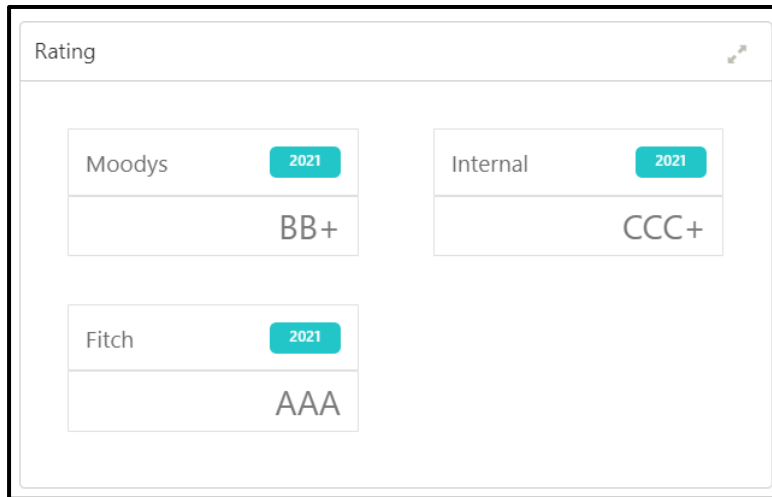 Rating
Moodys 2021
BB+
Internal 2021
CCC+
Fitch 2021
AAA